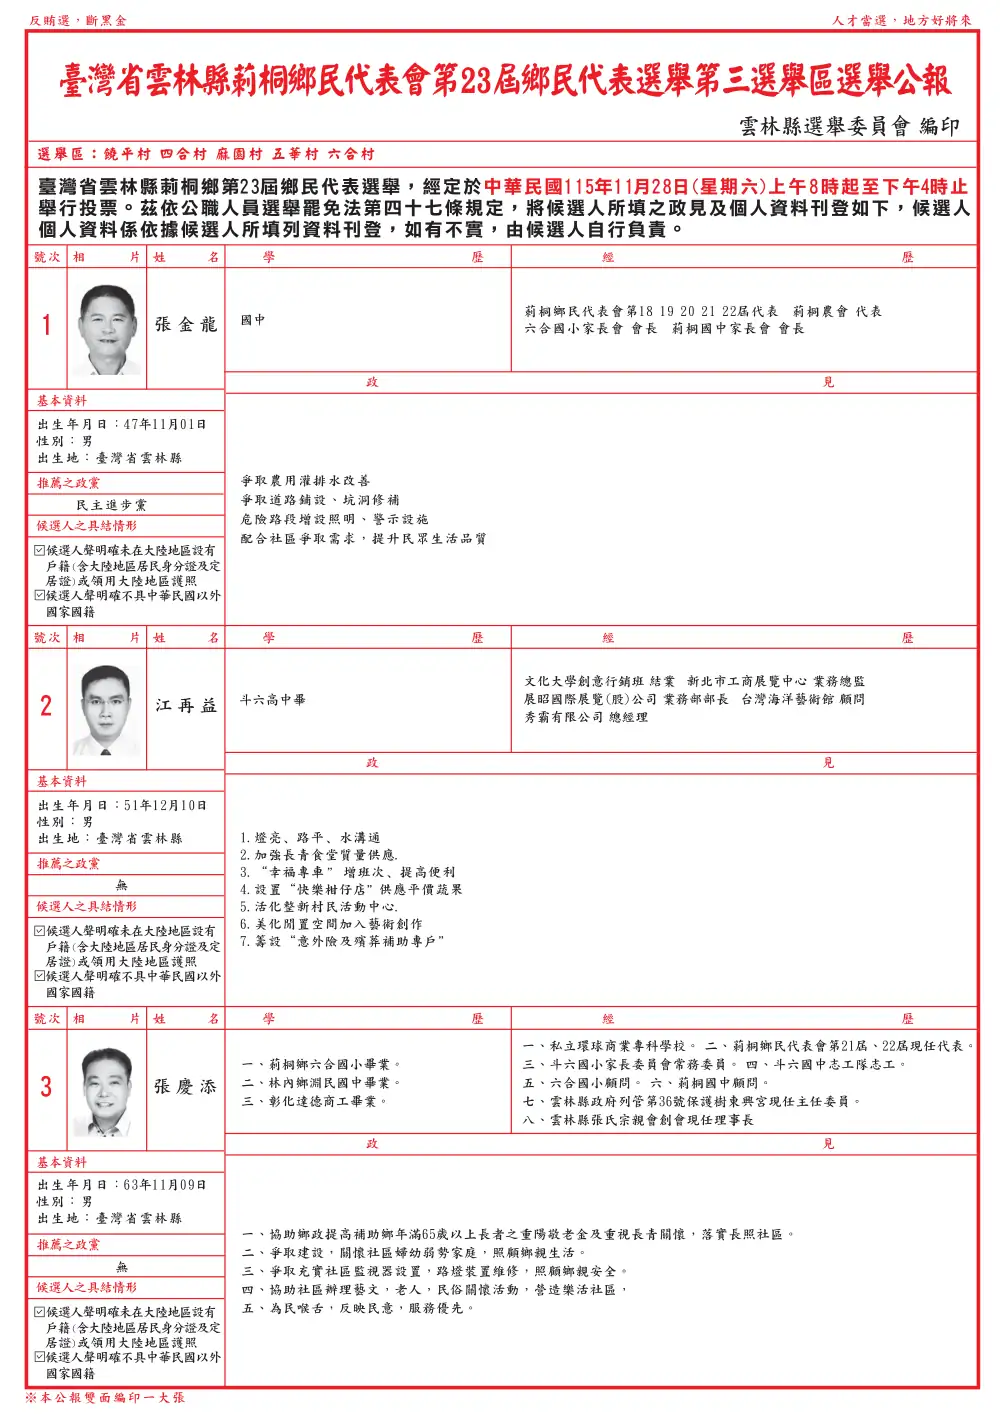 反賄選，斷黑金
人才當選，地方好將來
臺灣省雲林縣莿桐鄉民代表會第23屆鄉民代表選舉第三選舉區選舉公報
雲林縣選舉委員會 編印
選舉區：饒平村 四合村 麻園村 五華村 六合村
臺灣省雲林縣莿桐鄉第23屆鄉民代表選舉，經定於中華民國115年11月28日(星期六)上午8時起至下午4時止
舉行投票。茲依公職人員選舉罷免法第四十七條規定，將候選人所填之政見及個人資料刊登如下，候選人
個人資料係依據候選人所填列資料刊登，如有不實，由候選人自行負責。
號次 相 片 姓 名 學 歷 經 歷
1
張金龍
國中
莿桐鄉民代表會第18 19 20 21 22屆代表 莿桐農會 代表
六合國小家長會 會長 莿桐國中家長會 會長
政 見
基本資料
出生年月日：47年11月01日
性別：男
出生地：臺灣省雲林縣
推薦之政黨
民主進步黨
候選人之具結情形
☑候選人聲明確未在大陸地區設有
戶籍(含大陸地區居民身分證及定
居證)或領用大陸地區護照
☑候選人聲明確不具中華民國以外
國家國籍
爭取農用灌排水改善
爭取道路鋪設、坑洞修補
危險路段增設照明、警示設施
配合社區爭取需求，提升民眾生活品質
號次 相 片 姓 名 學 歷 經 歷
2
江再益
斗六高中畢
文化大學創意行銷班 結業 新北市工商展覽中心 業務總監
展昭國際展覽(股)公司 業務部部長 台灣海洋藝術館 顧問
秀霸有限公司 總經理
政 見
基本資料
出生年月日：51年12月10日
性別：男
出生地：臺灣省雲林縣
推薦之政黨
無
候選人之具結情形
☑候選人聲明確未在大陸地區設有
戶籍(含大陸地區居民身分證及定
居證)或領用大陸地區護照
☑候選人聲明確不具中華民國以外
國家國籍
1.燈亮、路平、水溝通
2.加強長青食堂質量供應.
3.“幸福專車” 增班次、提高便利
4.設置“快樂柑仔店”供應平價蔬果
5.活化整新村民活動中心.
6.美化閒置空間加入藝術創作
7.籌設“意外險及殯葬補助專戶”
號次 相 片 姓 名 學 歷 經 歷
3
張慶添
一、莿桐鄉六合國小畢業。
二、林內鄉淵民國中畢業。
三、彰化達德商工畢業。
一、私立環球商業專科學校。 二、莿桐鄉民代表會第21屆、22屆現任代表。
三、斗六國小家長委員會常務委員。 四、斗六國中志工隊志工。
五、六合國小顧問。 六、莿桐國中顧問。
七、雲林縣政府列管第36號保護樹東興宮現任主任委員。
八、雲林縣張氏宗親會創會現任理事長
政 見
基本資料
出生年月日：63年11月09日
性別：男
出生地：臺灣省雲林縣
推薦之政黨
無
候選人之具結情形
☑候選人聲明確未在大陸地區設有
戶籍(含大陸地區居民身分證及定
居證)或領用大陸地區護照
☑候選人聲明確不具中華民國以外
國家國籍
一、協助鄉政提高補助鄉年滿65歲以上長者之重陽敬老金及重視長青關懷，落實長照社區。
二、爭取建設，關懷社區婦幼弱勢家庭，照顧鄉親生活。
三、爭取充實社區監視器設置，路燈裝置維修，照顧鄉親安全。
四、協助社區辦理藝文，老人，民俗關懷活動，營造樂活社區，
五、為民喉舌，反映民意，服務優先。
※本公報雙面編印一大張